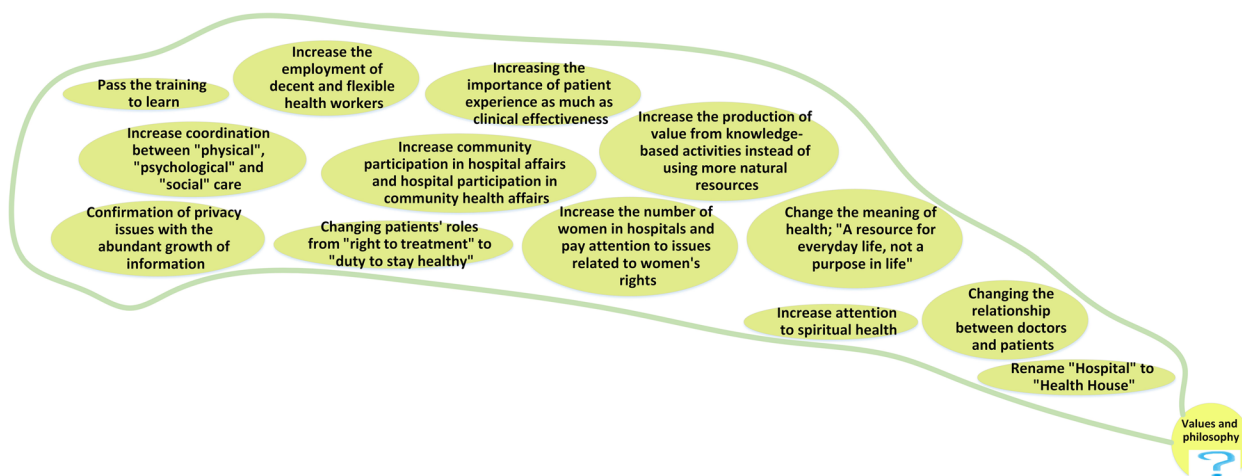 Pass the training
to learn
Increase the
employment of
decent and flexible
health workers
Increasing the
importance of patient
experience as much as
clinical effectiveness
Increase the production of
value from knowledge-
based activities instead of
using more natural
resources
Increase coordination
between "physical",
"psychological" and
"social" care
Increase community
participation in hospital affairs
and hospital participation in
community health affairs
Confirmation of privacy
issues with the
abundant growth of
information
Changing patients' roles
from "right to treatment" to
"duty to stay healthy"
Increase the number of
women in hospitals and
pay attention to issues
related to women's
rights
Change the meaning of
health; "A resource for
everyday life, not a
purpose in life"
Increase attention
to spiritual health
Changing the
relationship
between doctors
and patients
Rename "Hospital" to
"Health House"
Values and
philosophy
?